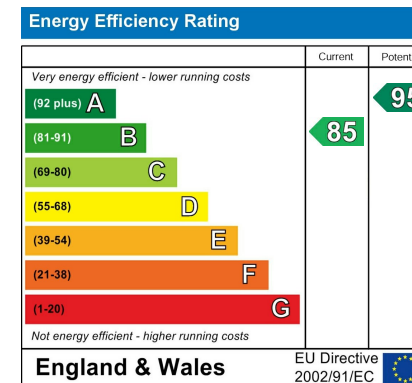 Energy Efficiency Rating
Current Potent
Very energy efficient - lower running costs
(92 plus) A
95
(81-91) B
85
(69-80) C
(55-68) D
(39-54) E
(21-38) F
(1-20) G
Not energy efficient - higher running costs
England & Wales
EU Directive
2002/91/EC